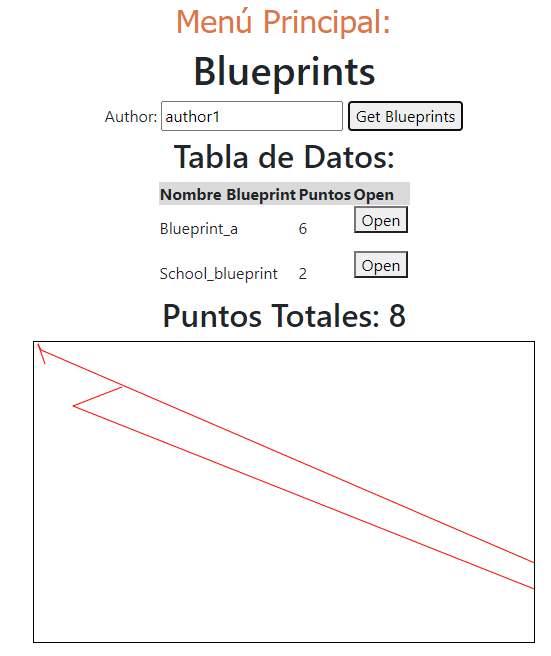 Menú Principal:
Blueprints
Author: author1 Get Blueprints
Tabla de Datos:
Nombre Blueprint Puntos Open
Blueprint_a 6 Open
School_blueprint 2 Open
Puntos Totales: 8